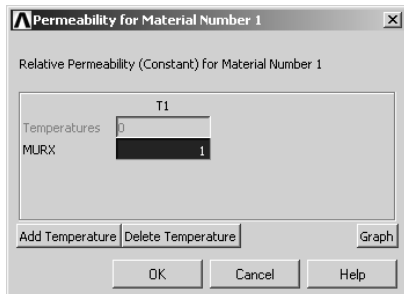 Permeability for Material Number 1
Relative Permeability (Constant) for Material Number 1
T1
Temperatures 0
MURX 1
Add Temperature Delete Temperature Graph
OK Cancel Help